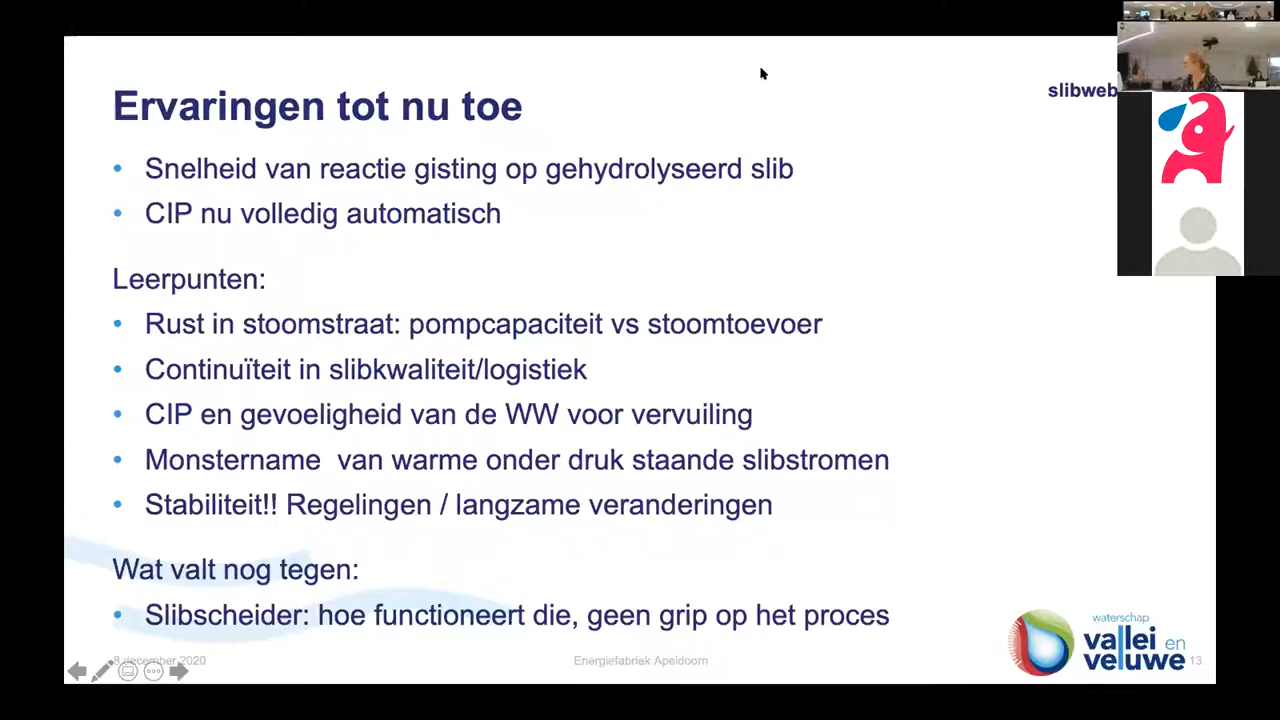 Ervaringen tot nu toe
slibweb
• Snelheid van reactie gisting op gehydrolyseerd slib
• CIP nu volledig automatisch
Leerpunten:
• Rust in stoomstraat: pompcapaciteit vs stoomtoevoer
• Continuïteit in slibkwaliteit/logistiek
• CIP en gevoeligheid van de WW voor vervuiling
• Monstername van warme onder druk staande slibstromen
• Stabiliteit!! Regelingen / langzame veranderingen
Wat valt nog tegen:
• Slibscheider: hoe functioneert die, geen grip op het proces
waterschap
vallei en
veluwe
8 december 2020
Energiefabriek Apeldoorn
13